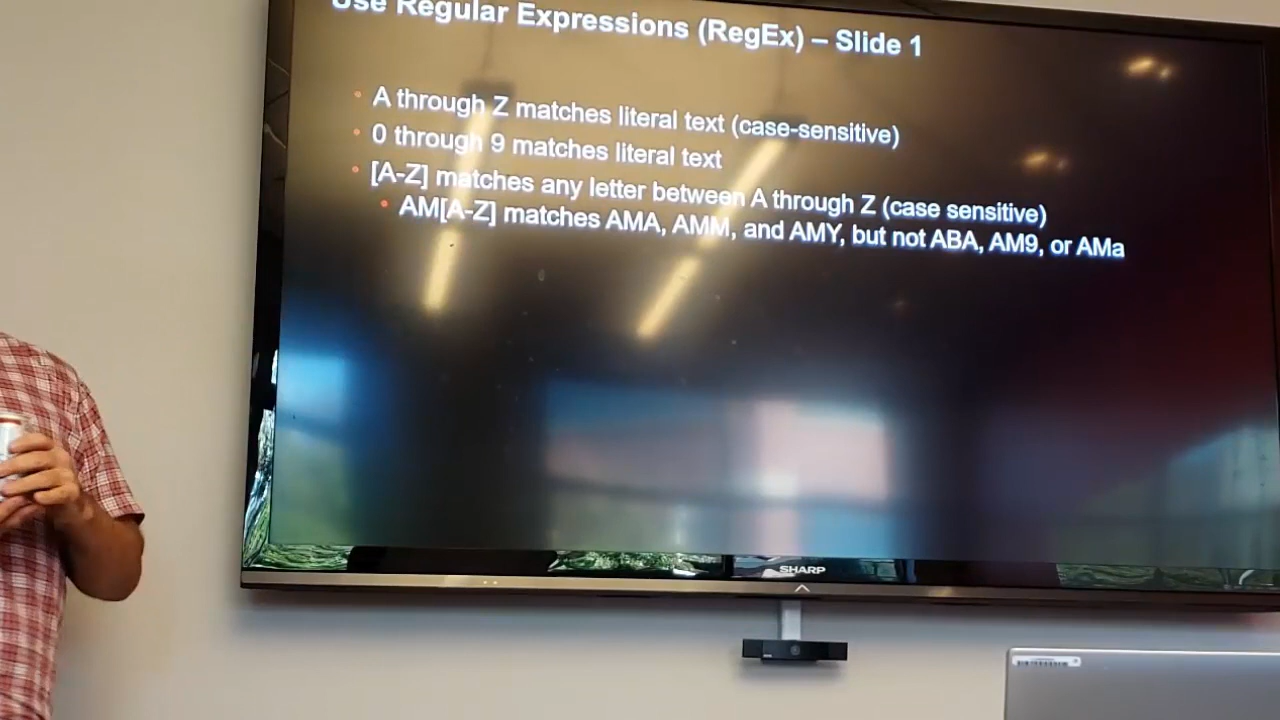 Use Regular Expressions (RegEx) – Slide 1
A through Z matches literal text (case-sensitive)
0 through 9 matches literal text
[A-Z] matches any letter between A through Z (case sensitive)
AM[A-Z] matches AMA, AMM, and AMY, but not ABA, AM9, or AMa
SHARP